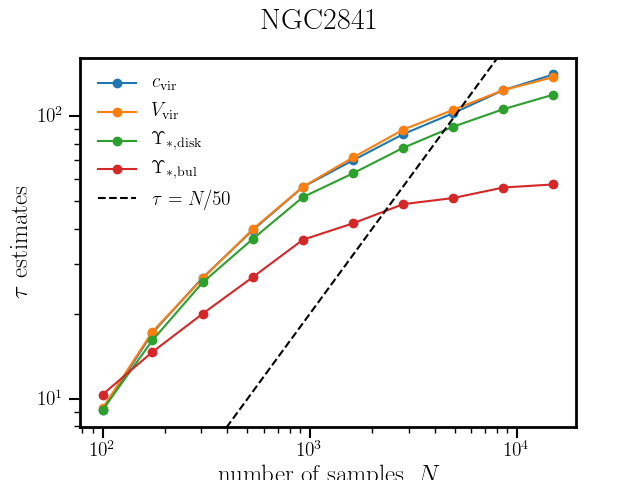 NGC2841
c_vir
V_vir
Υ_*,disk
Υ_*,bul
τ = N/50
τ estimates
10^2
10^1
10^2
10^3
10^4
number of samples, N